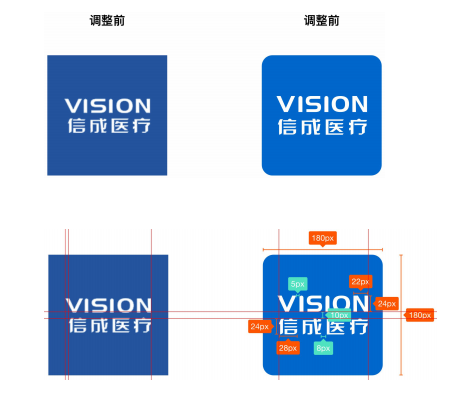 调整前 调整前
VISION VISION
信成医疗 信成医疗
180px
5px 22px
VISION VISION 24px
10px 180px
信成医疗 24px 信成医疗
28px 8px